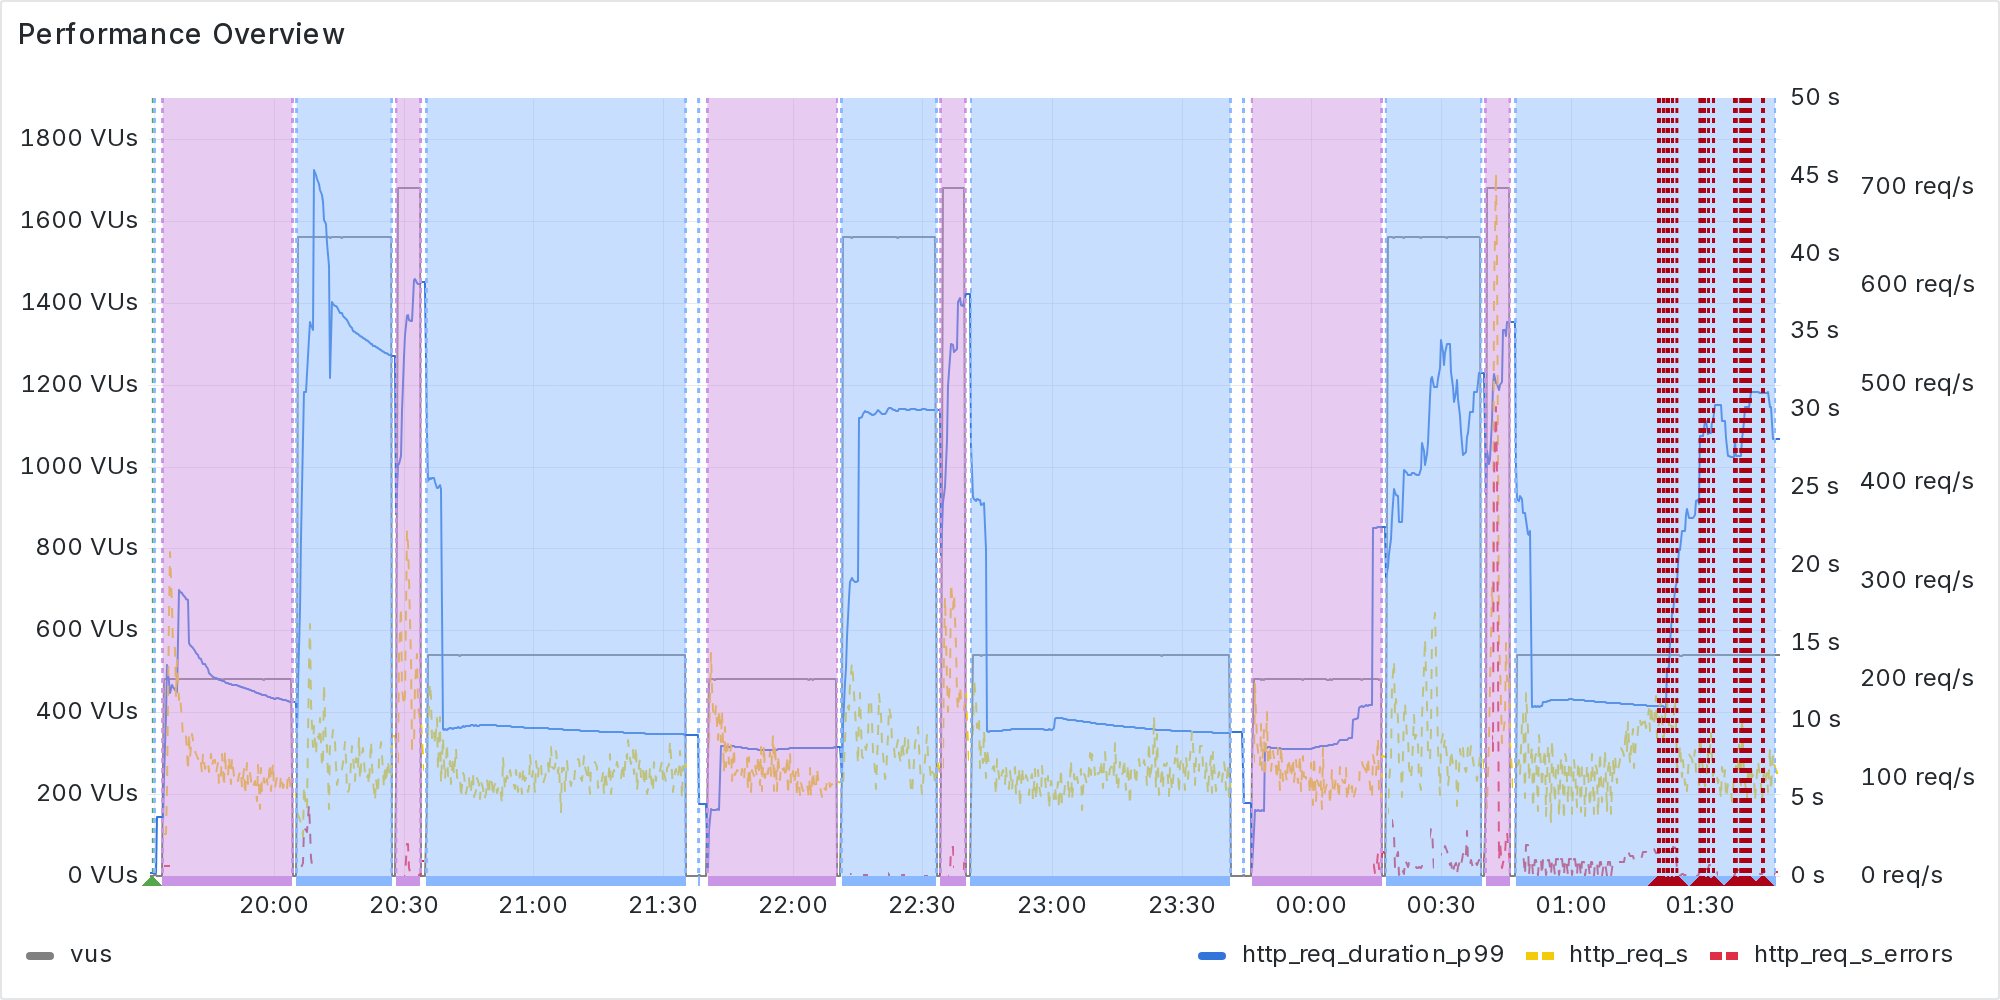 Performance Overview
1800 VUs
1600 VUs
1400 VUs
1200 VUs
1000 VUs
800 VUs
600 VUs
400 VUs
200 VUs
0 VUs
50 s
45 s
40 s
35 s
30 s
25 s
20 s
15 s
10 s
5 s
0 s
700 req/s
600 req/s
500 req/s
400 req/s
300 req/s
200 req/s
100 req/s
0 req/s
20:00 20:30 21:00 21:30 22:00 22:30 23:00 23:30 00:00 00:30 01:00 01:30
vus http_req_duration_p99 http_req_s http_req_s_errors